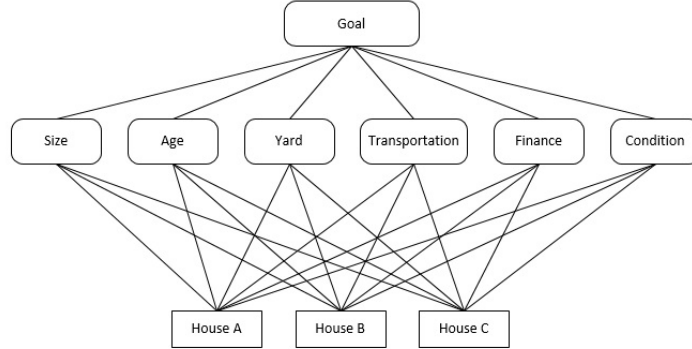 Goal
Size
Age
Yard
Transportation
Finance
Condition
House A
House B
House C